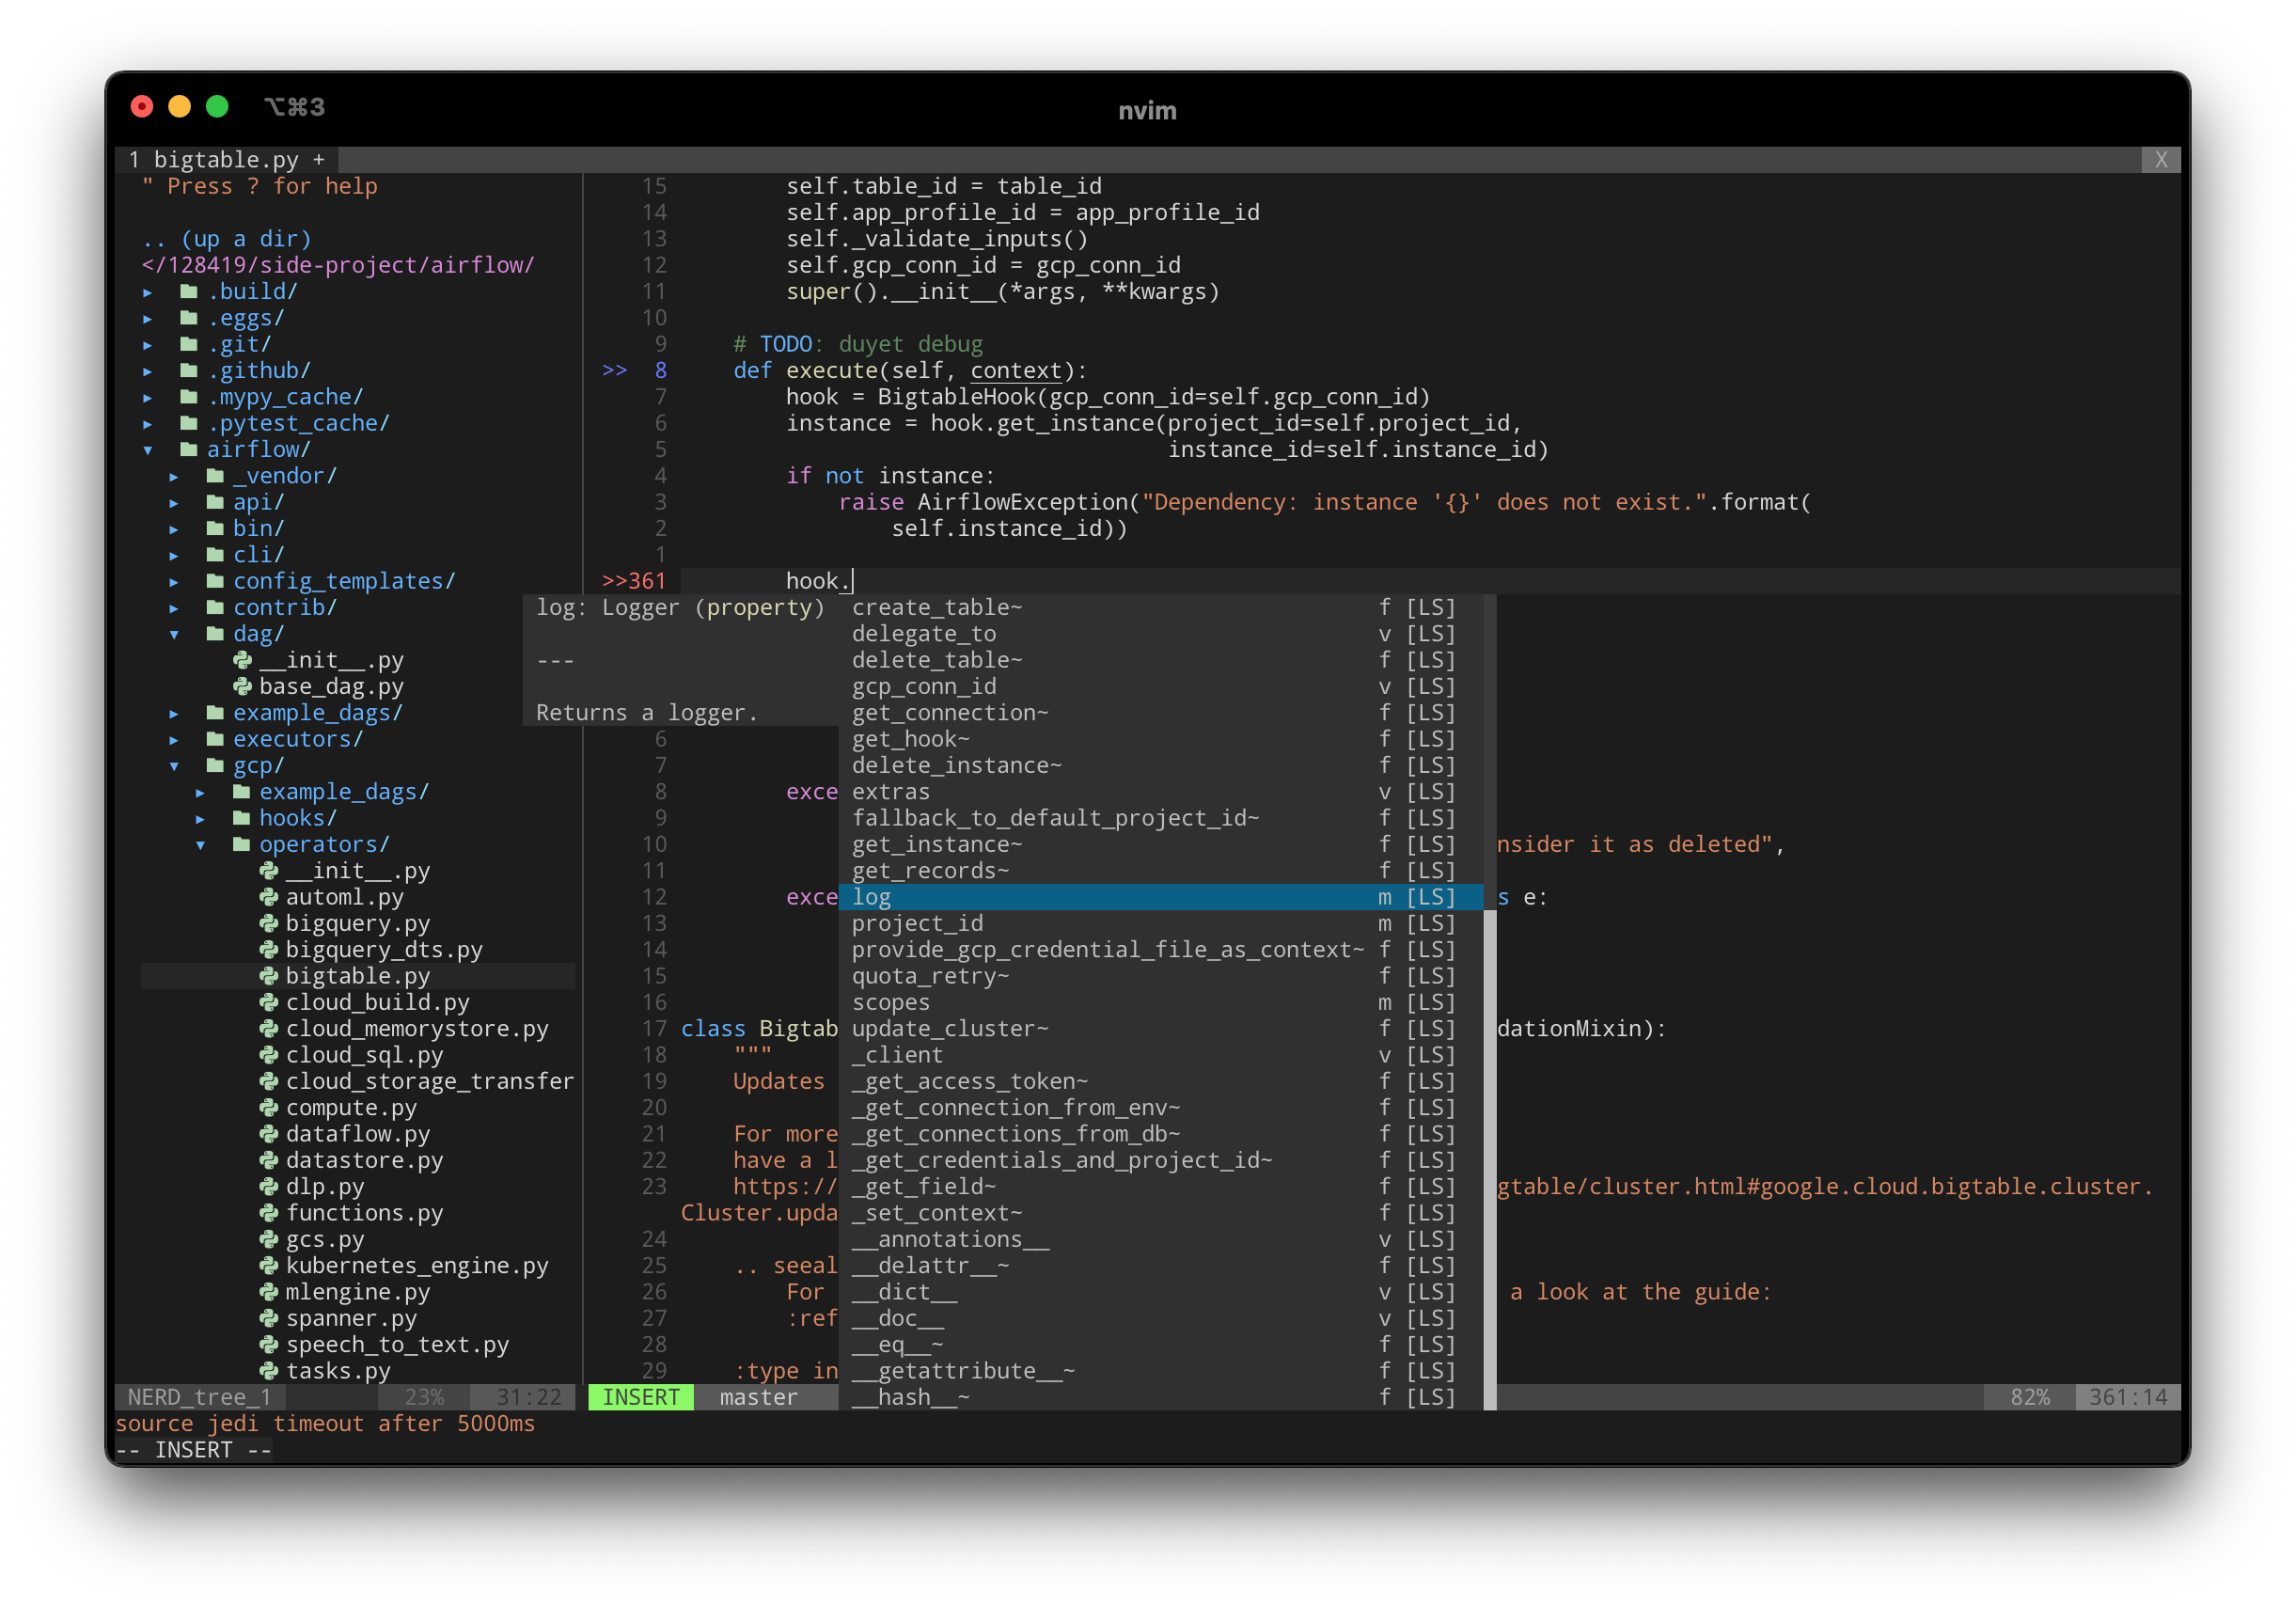 ⌥⌘3
nvim
1 bigtable.py +
X
" Press ? for help
.. (up a dir)
</128419/side-project/airflow/
▸ .build/
▸ .eggs/
▸ .git/
▸ .github/
▸ .mypy_cache/
▸ .pytest_cache/
▾ airflow/
▸ _vendor/
▸ api/
▸ bin/
▸ cli/
▸ config_templates/
▸ contrib/
▾ dag/
__init__.py
base_dag.py
▸ example_dags/
▸ executors/
▾ gcp/
▸ example_dags/
▸ hooks/
▾ operators/
__init__.py
automl.py
bigquery.py
bigquery_dts.py
bigtable.py
cloud_build.py
cloud_memorystore.py
cloud_sql.py
cloud_storage_transfer
compute.py
dataflow.py
datastore.py
dlp.py
functions.py
gcs.py
kubernetes_engine.py
mlengine.py
spanner.py
speech_to_text.py
tasks.py
15 self.table_id = table_id
14 self.app_profile_id = app_profile_id
13 self._validate_inputs()
12 self.gcp_conn_id = gcp_conn_id
11 super().__init__(*args, **kwargs)
10
9 # TODO: duyet debug
>> 8 def execute(self, context):
7 hook = BigtableHook(gcp_conn_id=self.gcp_conn_id)
6 instance = hook.get_instance(project_id=self.project_id,
5 instance_id=self.instance_id)
4 if not instance:
3 raise AirflowException("Dependency: instance '{}' does not exist.".format(
2 self.instance_id))
1
>>361 hook.
log: Logger (property)
---
Returns a logger.
create_table~ f [LS]
delegate_to v [LS]
delete_table~ f [LS]
gcp_conn_id v [LS]
get_connection~ f [LS]
6 get_hook~ f [LS]
7 delete_instance~ f [LS]
8 exce extras v [LS]
9 fallback_to_default_project_id~ f [LS]
10 get_instance~ f [LS] nsider it as deleted",
11 get_records~ f [LS]
12 exce log m [LS] s e:
13 project_id m [LS]
14 provide_gcp_credential_file_as_context~ f [LS]
15 quota_retry~ f [LS]
16 scopes m [LS]
17 class Bigtab update_cluster~ f [LS] dationMixin):
18 """ _client v [LS]
19 Updates _get_access_token~ f [LS]
20 _get_connection_from_env~ f [LS]
21 For more _get_connections_from_db~ f [LS]
22 have a l _get_credentials_and_project_id~ f [LS]
23 https:// _get_field~ f [LS] gtable/cluster.html#google.cloud.bigtable.cluster.
Cluster.upda _set_context~ f [LS]
24 __annotations__ v [LS]
25 .. seeal __delattr__~ f [LS]
26 For __dict__ v [LS] a look at the guide:
27 :ref __doc__ v [LS]
28 __eq__~ f [LS]
29 :type in __getattribute__~ f [LS]
NERD_tree_1 23% 31:22
INSERT master __hash__~ f [LS] 82% 361:14
source jedi timeout after 5000ms
-- INSERT --